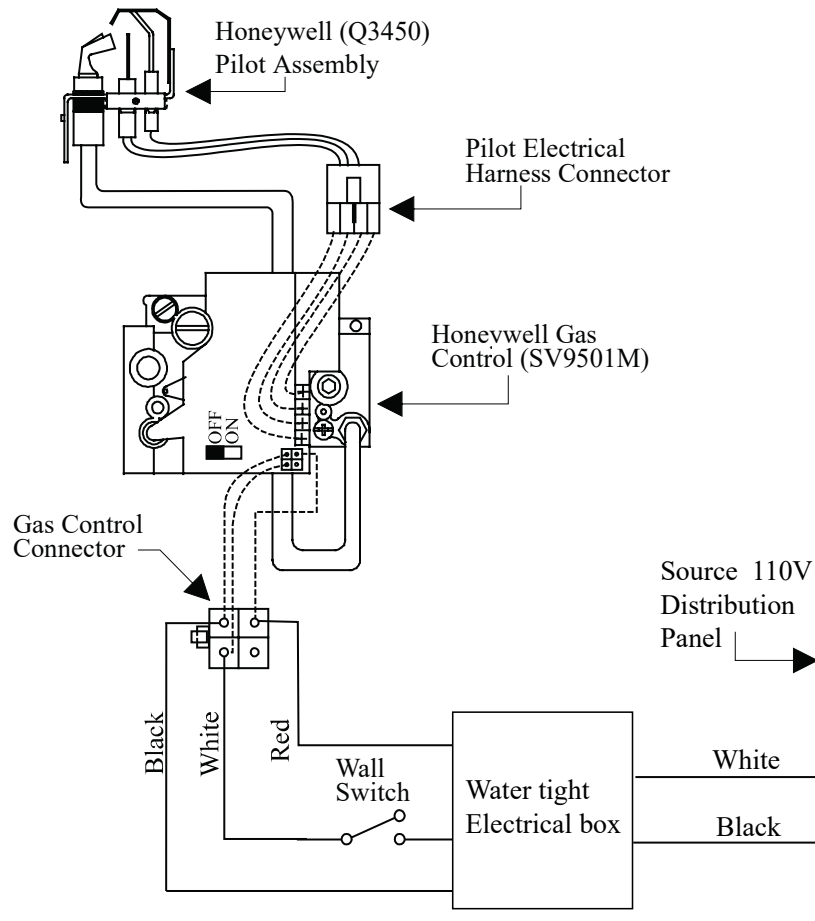 Honeywell (Q3450)
Pilot Assembly
Pilot Electrical
Harness Connector
Honevwell Gas
Control (SV9501M)
OFF
ON
Gas Control
Connector
Source 110V
Distribution
Panel
Black
White
Red
Wall
Switch
Water tight
Electrical box
White
Black